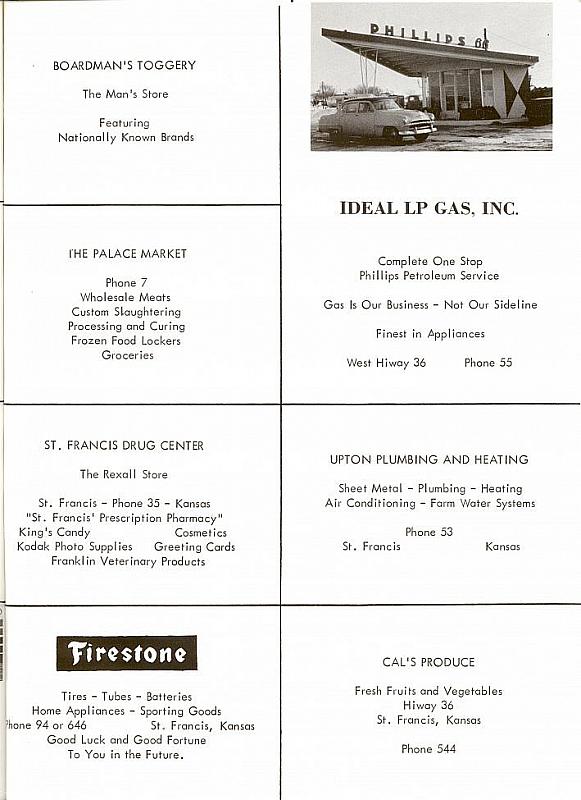 BOARDMAN'S TOGGERY
The Man's Store
Featuring
Nationally Known Brands
PHILLIPS 66
IDEAL LP GAS, INC.
Complete One Stop
Phillips Petroleum Service
Gas Is Our Business - Not Our Sideline
Finest in Appliances
West Hiway 36 Phone 55
THE PALACE MARKET
Phone 7
Wholesale Meats
Custom Slaughtering
Processing and Curing
Frozen Food Lockers
Groceries
ST. FRANCIS DRUG CENTER
The Rexall Store
St. Francis - Phone 35 - Kansas
"St. Francis' Prescription Pharmacy"
King's Candy Cosmetics
Kodak Photo Supplies Greeting Cards
Franklin Veterinary Products
UPTON PLUMBING AND HEATING
Sheet Metal - Plumbing - Heating
Air Conditioning - Farm Water Systems
Phone 53
St. Francis Kansas
Firestone
Tires - Tubes - Batteries
Home Appliances - Sporting Goods
Phone 94 or 646 St. Francis, Kansas
Good Luck and Good Fortune
To You in the Future.
CAL'S PRODUCE
Fresh Fruits and Vegetables
Hiway 36
St. Francis, Kansas
Phone 544